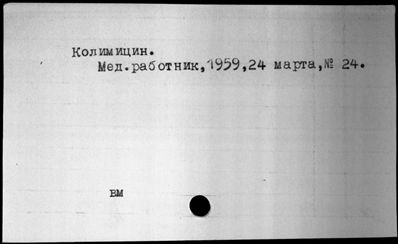 Колимицин.
Мед.работник,1959,24 марта,№ 24.
вм